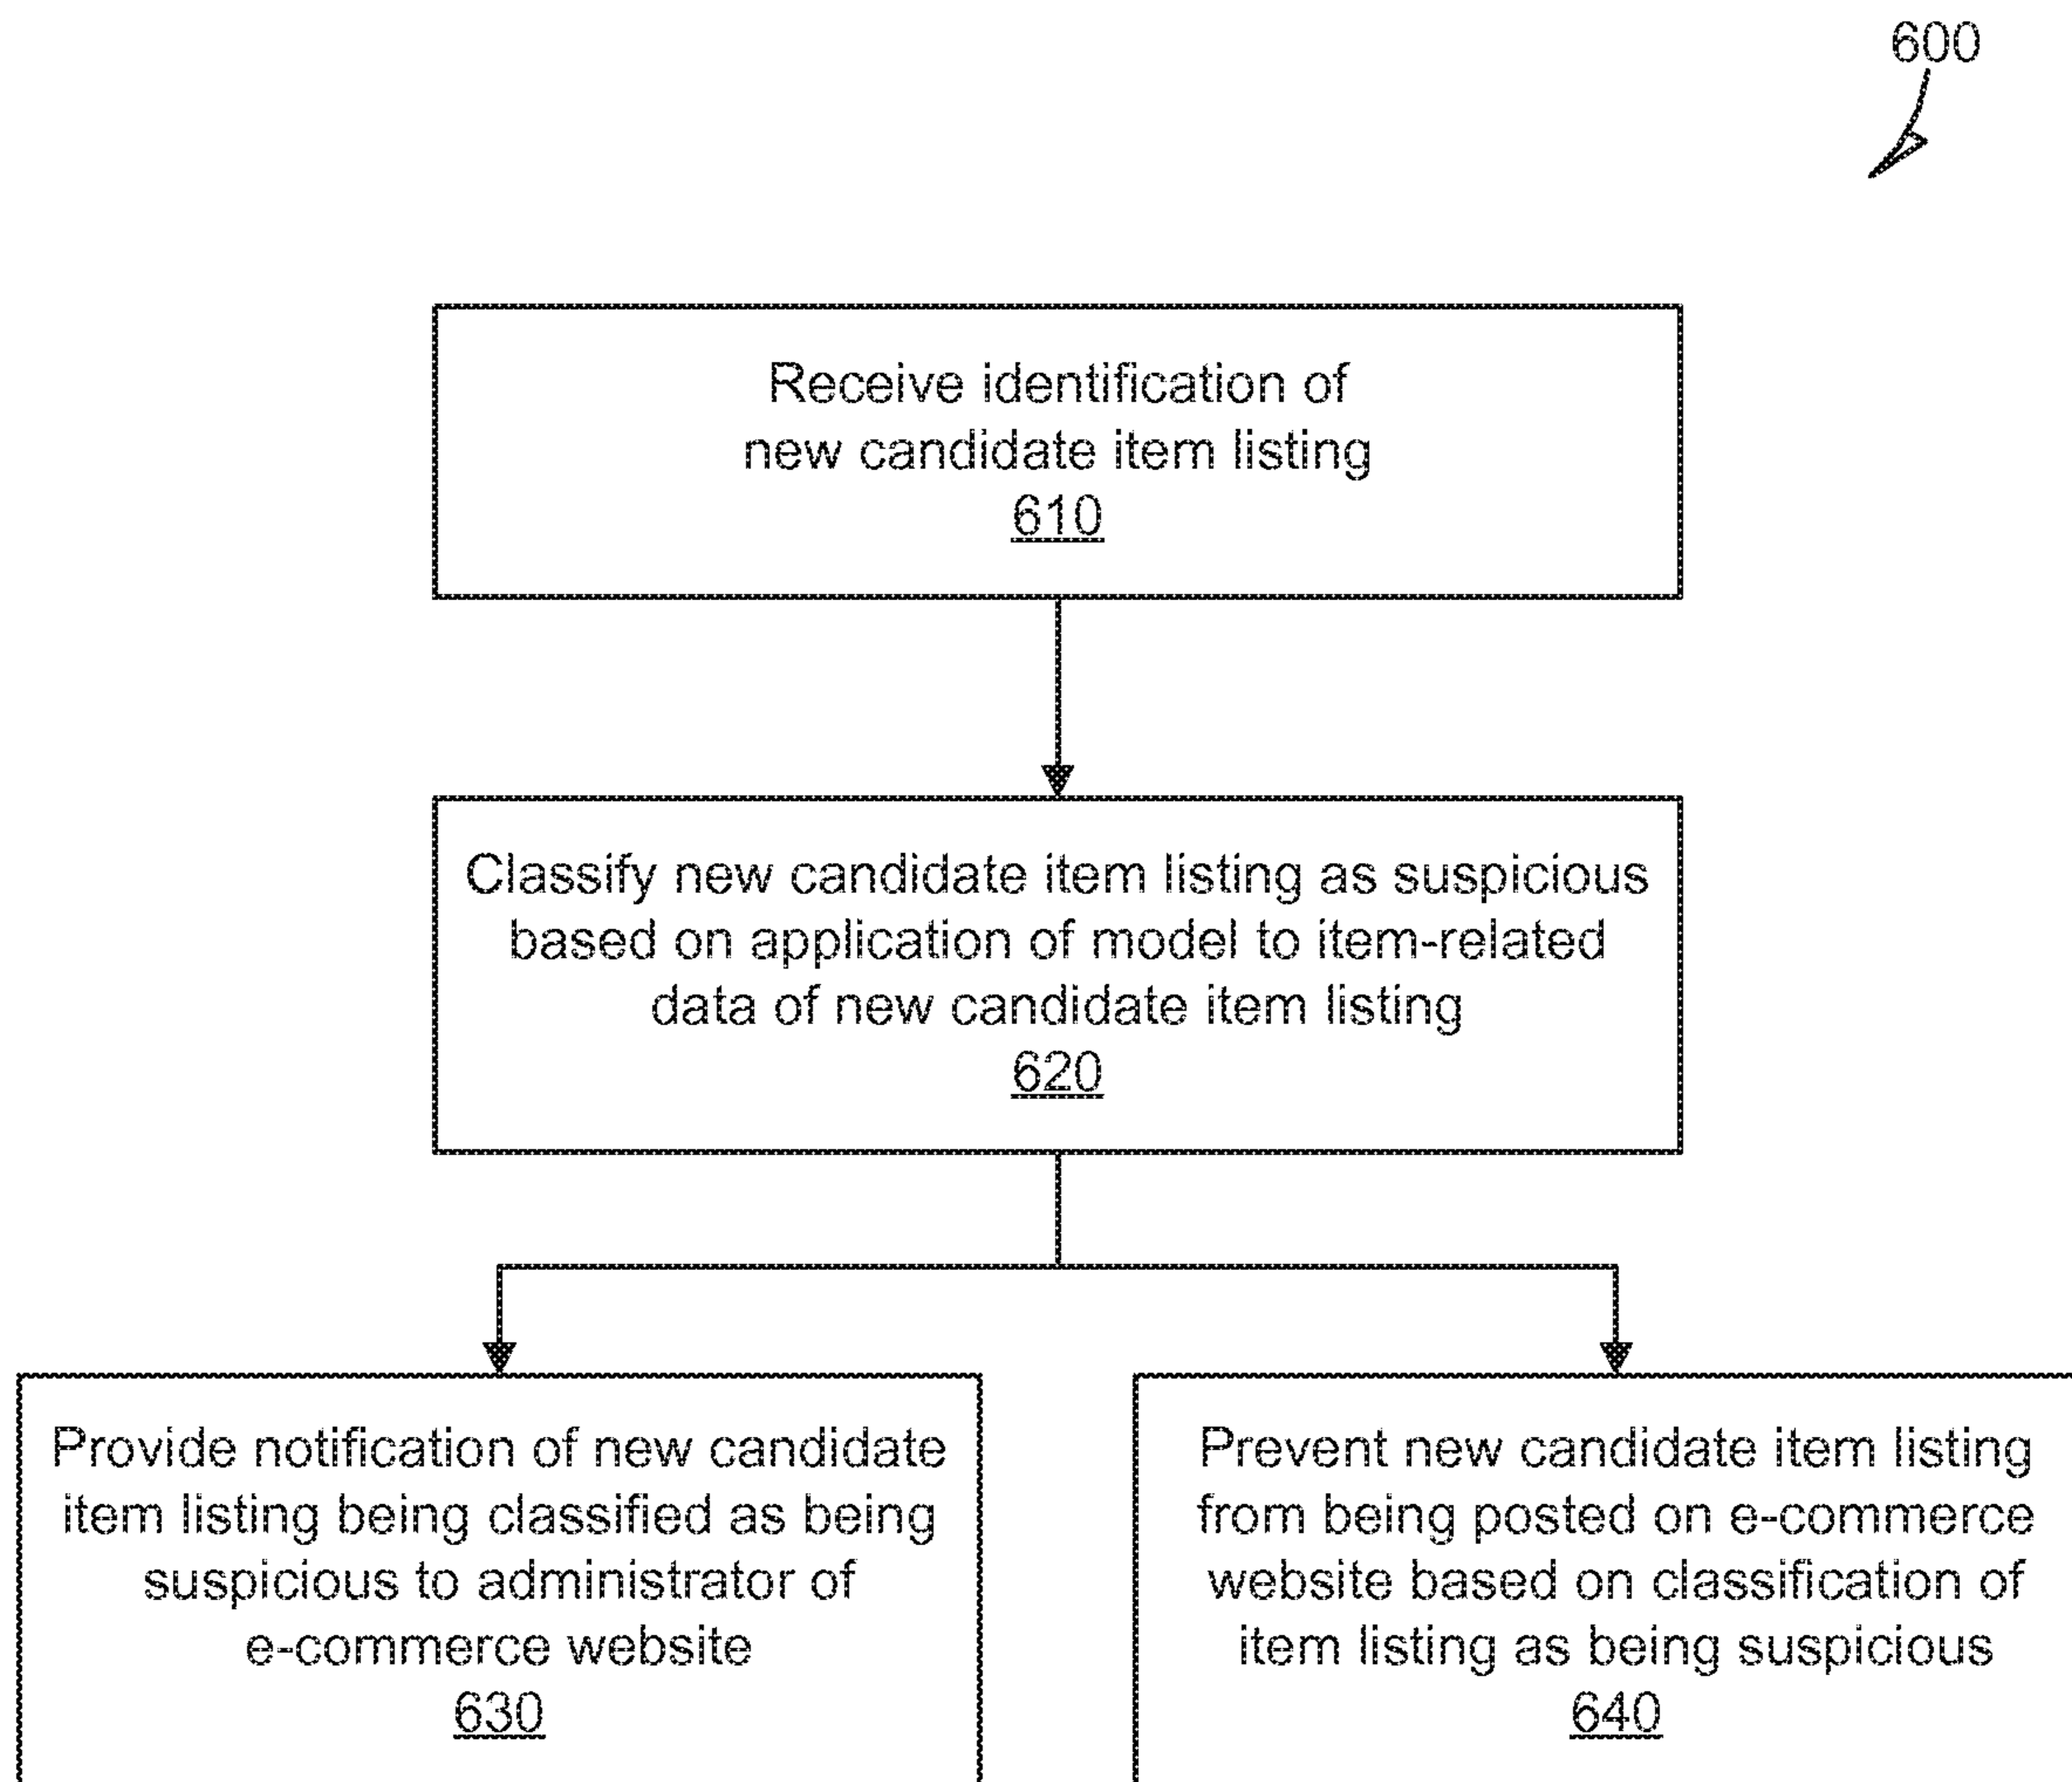 600
Receive identification of
new candidate item listing
610
Classify new candidate item listing as suspicious
based on application of model to item-related
data of new candidate item listing
620
Provide notification of new candidate
item listing being classified as being
suspicious to administrator of
e-commerce website
630
Prevent new candidate item listing
from being posted on e-commerce
website based on classification of
item listing as being suspicious
640